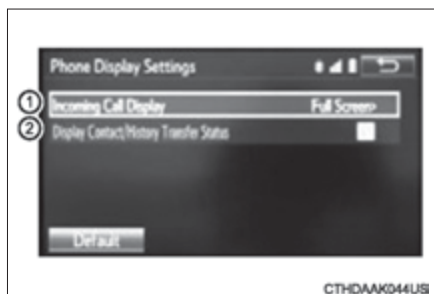 Phone Display Settings
1 Incoming Call Display Full Screen>
2 Display Contact/History Transfer Status
Default
CTHDAAK044US